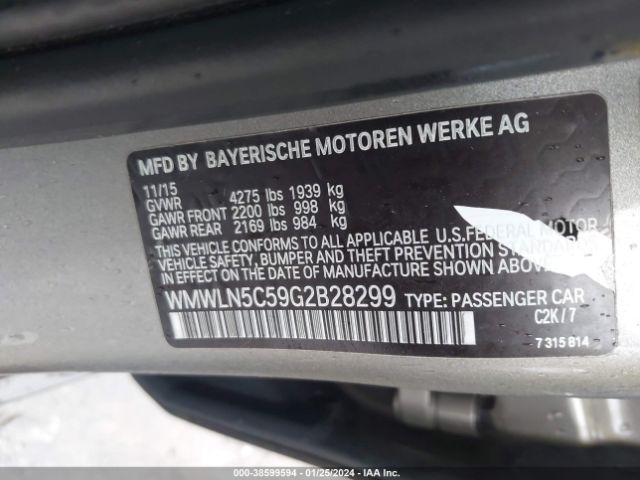 MFD BY BAYERISCHE MOTOREN WERKE AG
11/15
GVWR 4275 lbs 1939 kg
GAWR FRONT 2200 lbs 998 kg
GAWR REAR 2169 lbs 984 kg
THIS VEHICLE CONFORMS TO ALL APPLICABLE U.S. FEDERAL MOTOR
VEHICLE SAFETY, BUMPER AND THEFT PREVENTION STANDARDS
IN EFFECT ON THE DATE OF MANUFACTURE SHOWN ABOVE.
WMWLN5C59G2B28299 TYPE: PASSENGER CAR
C2K / 7
7 315 814
000-38599594 | 01/25/2024 | IAA Inc.